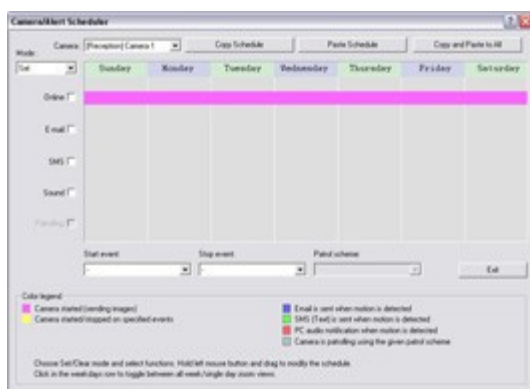 Camera/Alert Scheduler
Camera: (Reception) Camera 1 Copy Schedule Paste Schedule Copy and Paste to All
Mode:
Set Sunday Monday Tuesday Wednesday Thursday Friday Saturday
Online
E-mail
SMS
Sound
Patrolling
Start event: Stop event: Patrol scheme:
- - Exit
Color legend
Camera started (sending images)
Camera started/stopped on specified events
Email is sent when motion is detected
SMS (Text) is sent when motion is detected
PC audio notification when motion is detected
Camera is patrolling using the given patrol scheme
Choose Set/Clear mode and select functions. Hold left mouse button and drag to modify the schedule.
Click in the weekdays row to toggle between all week/single day zoom views.